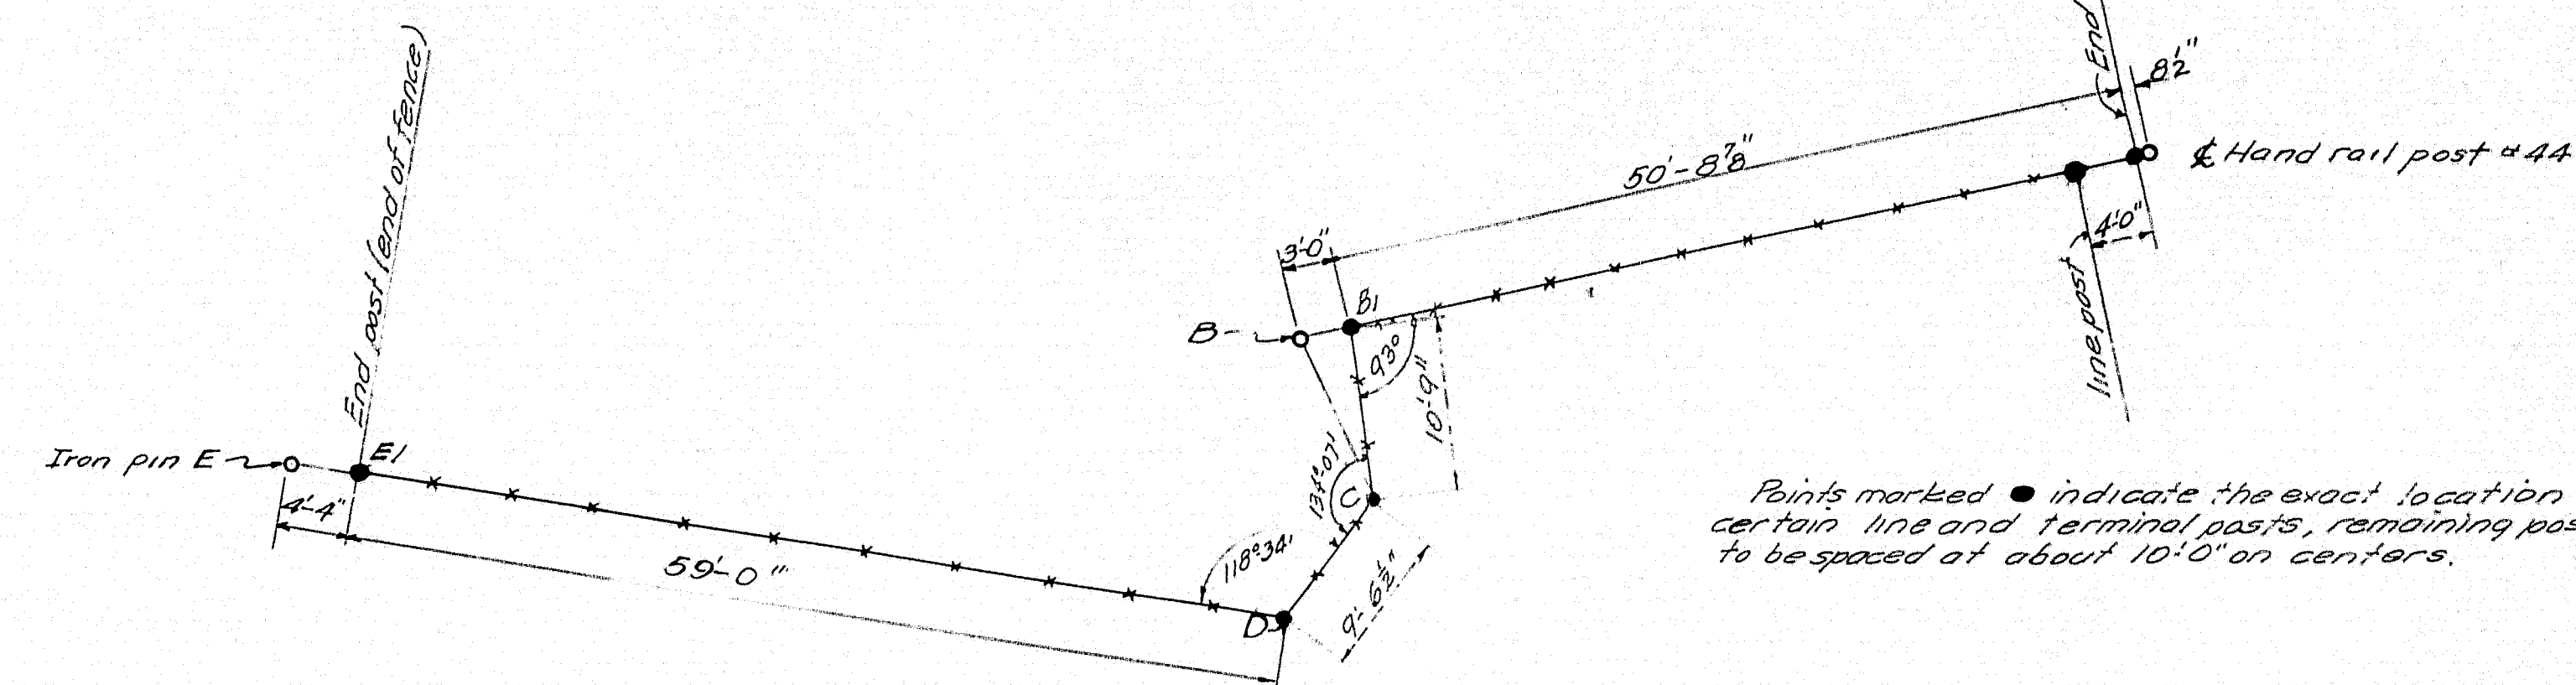 End post (end of fence)
End
8½"
50'-8⅞"
℄ Hand rail post #44
3'-0"
4'-0"
B1
B
93°
10'-9"
line post
Iron pin E
E1
4'-4"
134°-07'
C
Points marked ● indicate the exact location
certain line and terminal posts, remaining pos
to be spaced at about 10'-0" on centers.
118°34'
59'-0"
9'-6½"
D